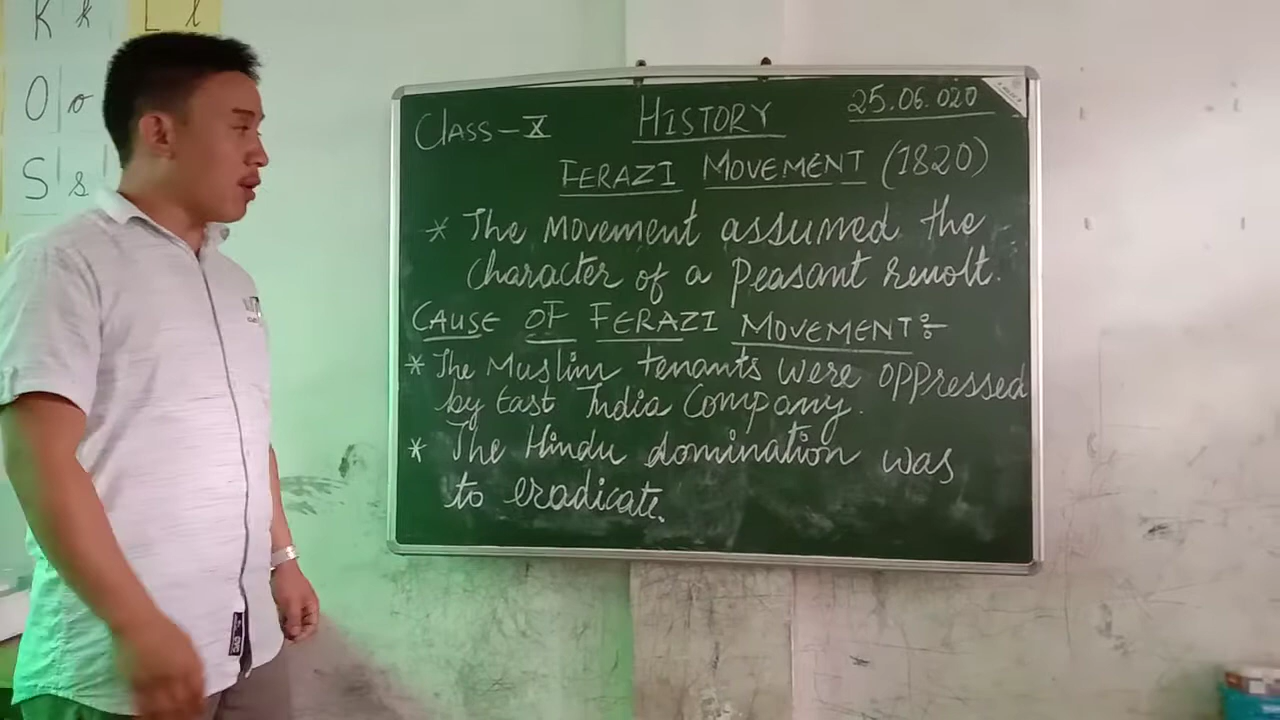 K k L l
O o
S s
Class-X HISTORY 25.06.020
FERAZI MOVEMENT (1820)
* The Movement assumed the
character of a Peasant revolt.
CAUSE OF FERAZI MOVEMENT:-
* The Muslim tenants were oppressed
by East India Company.
* The Hindu domination was
to eradicate.